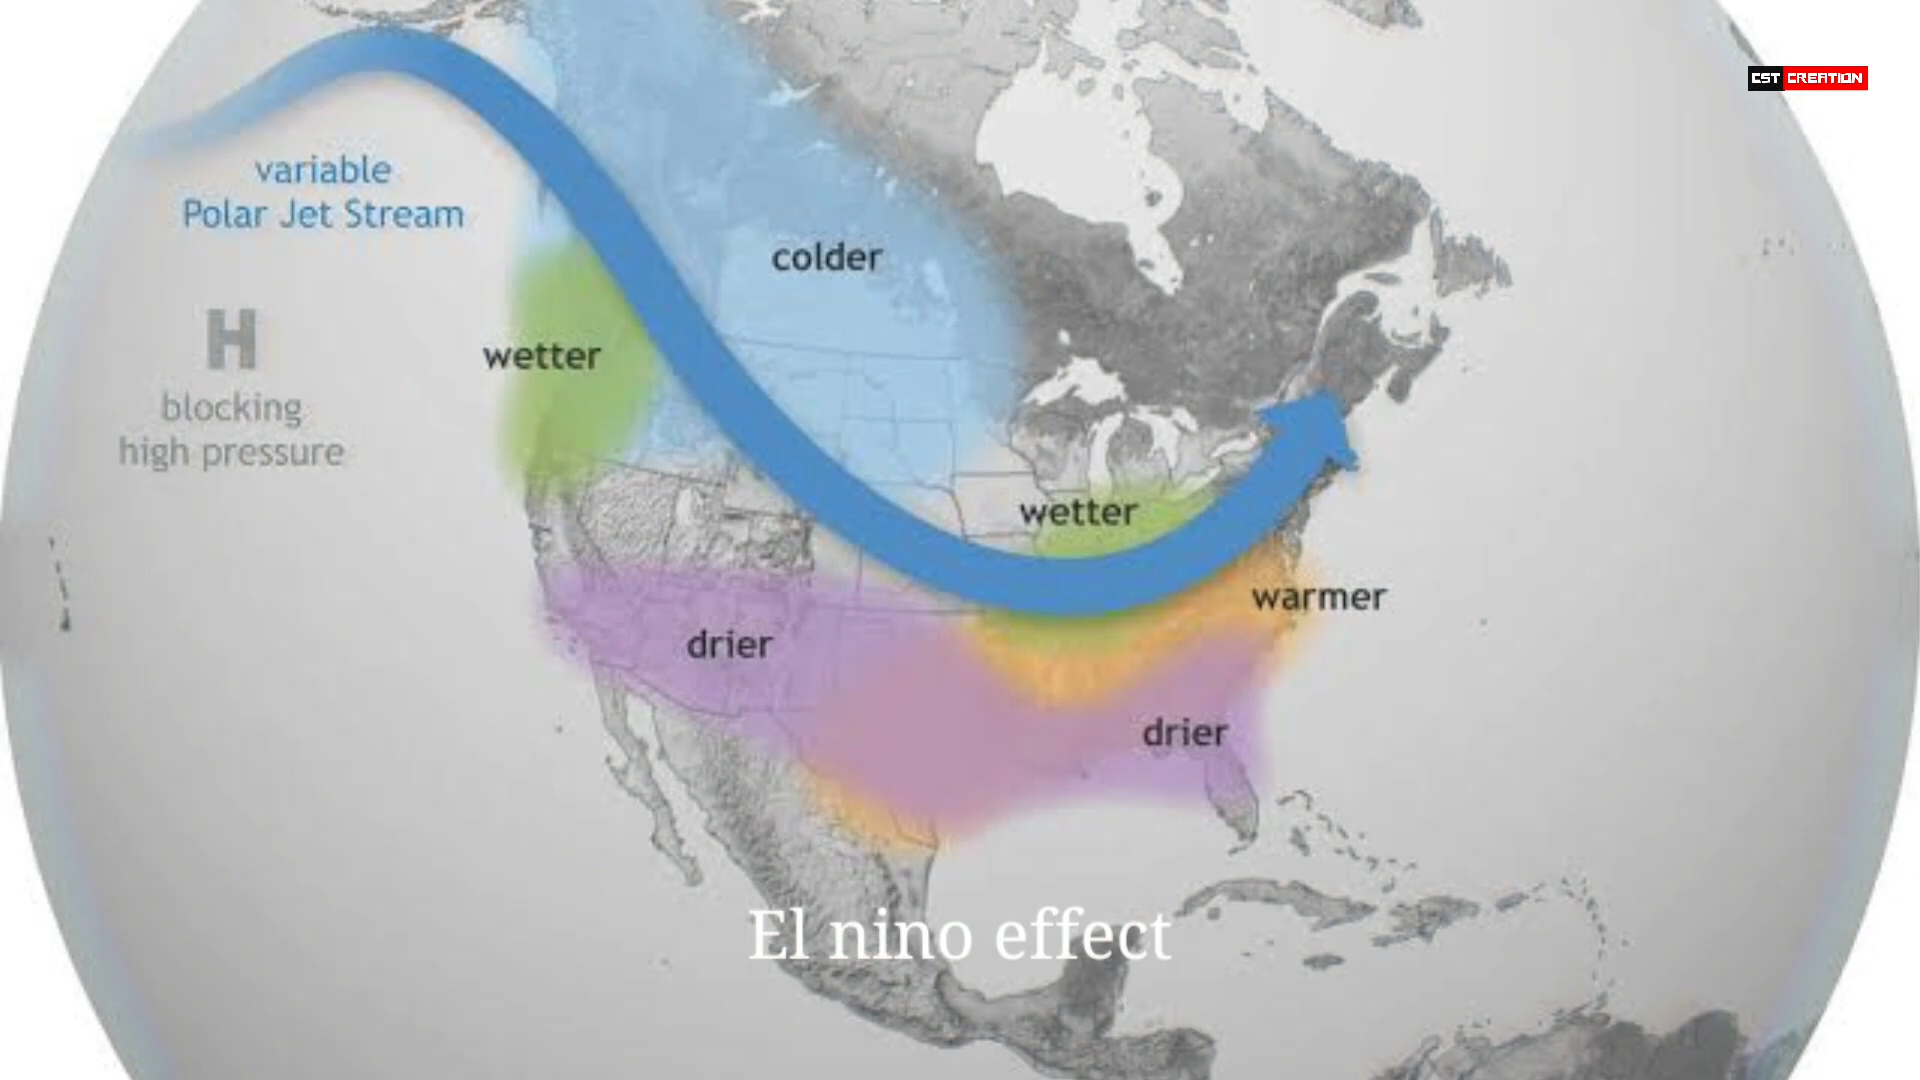 CST CREATION
variable
Polar Jet Stream
colder
H
wetter
blocking
high pressure
wetter
warmer
drier
drier
El nino effect